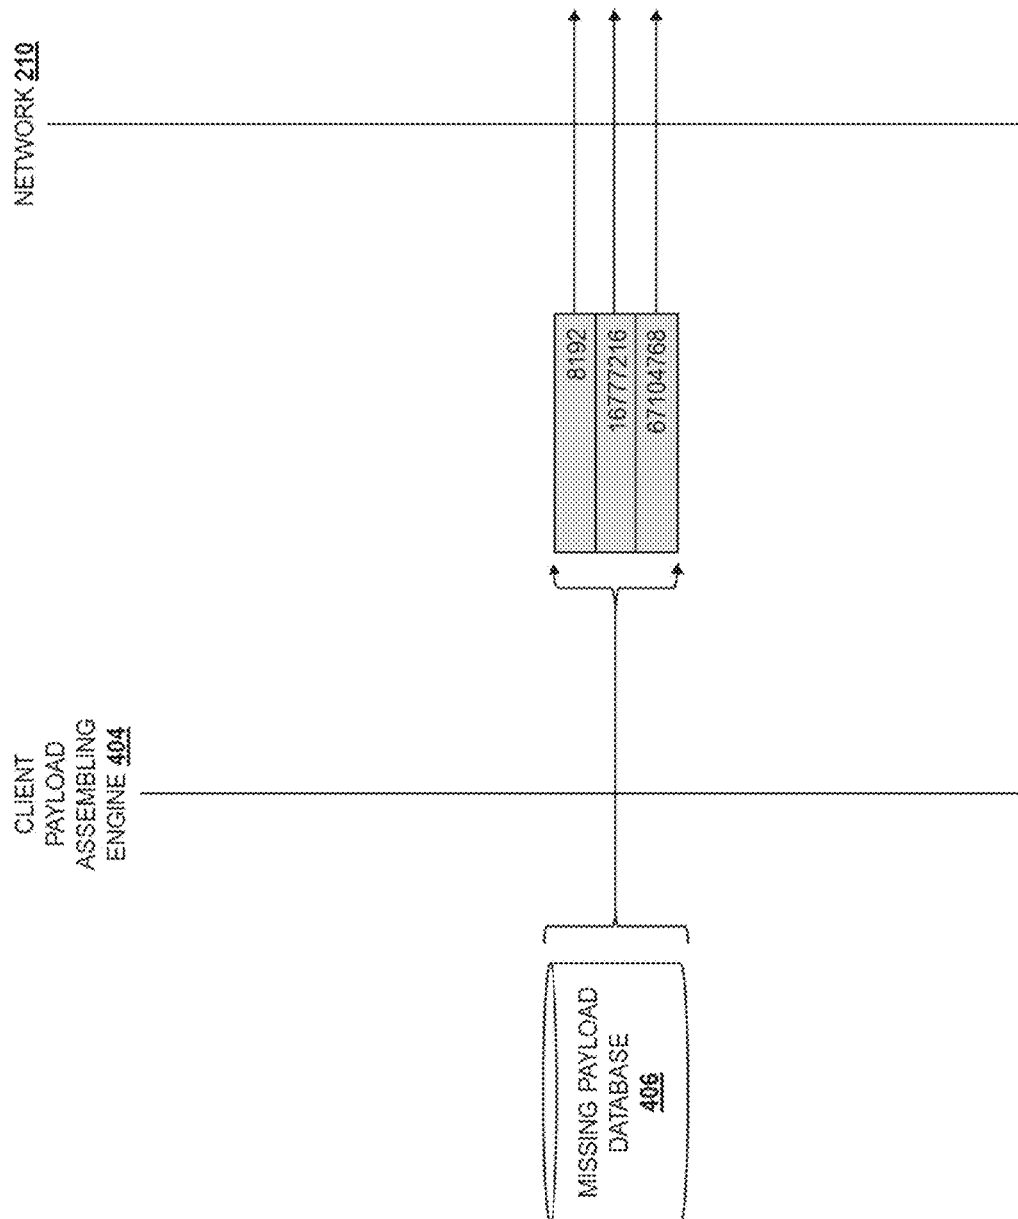 MISSING PAYLOAD
DATABASE
406
CLIENT
PAYLOAD
ASSEMBLING
ENGINE 404
8192
16777216
67104768
NETWORK 210